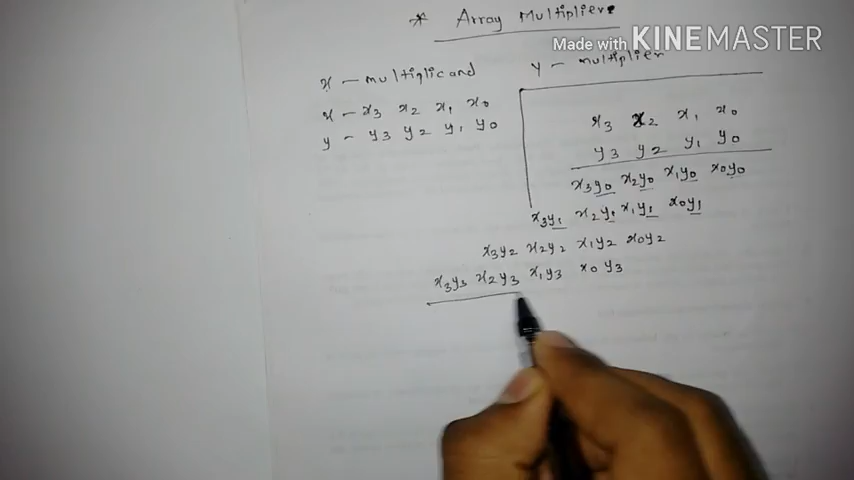 * Array Multiplier
Made with KINEMASTER
x - multiplicand
y - multiplier
x - x3 x2 x1 x0
y - y3 y2 y1 y0
x3 x2 x1 x0
y3 y2 y1 y0
x3y0 x2y0 x1y0 x0y0
x3y1 x2y1 x1y1 x0y1
x3y2 x2y2 x1y2 x0y2
x3y3 x2y3 x1y3 x0y3